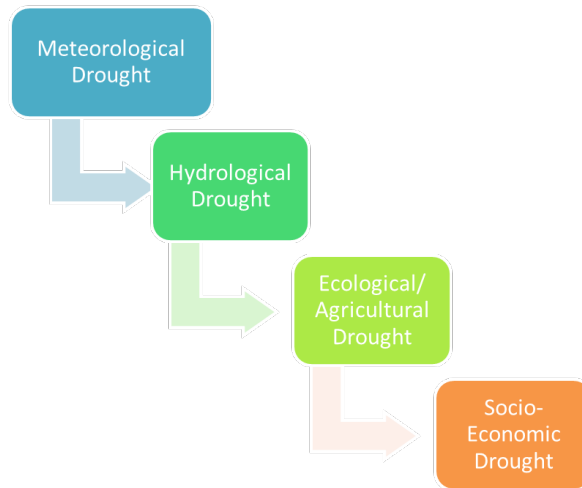 Meteorological
Drought
Hydrological
Drought
Ecological/
Agricultural
Drought
Socio-
Economic
Drought